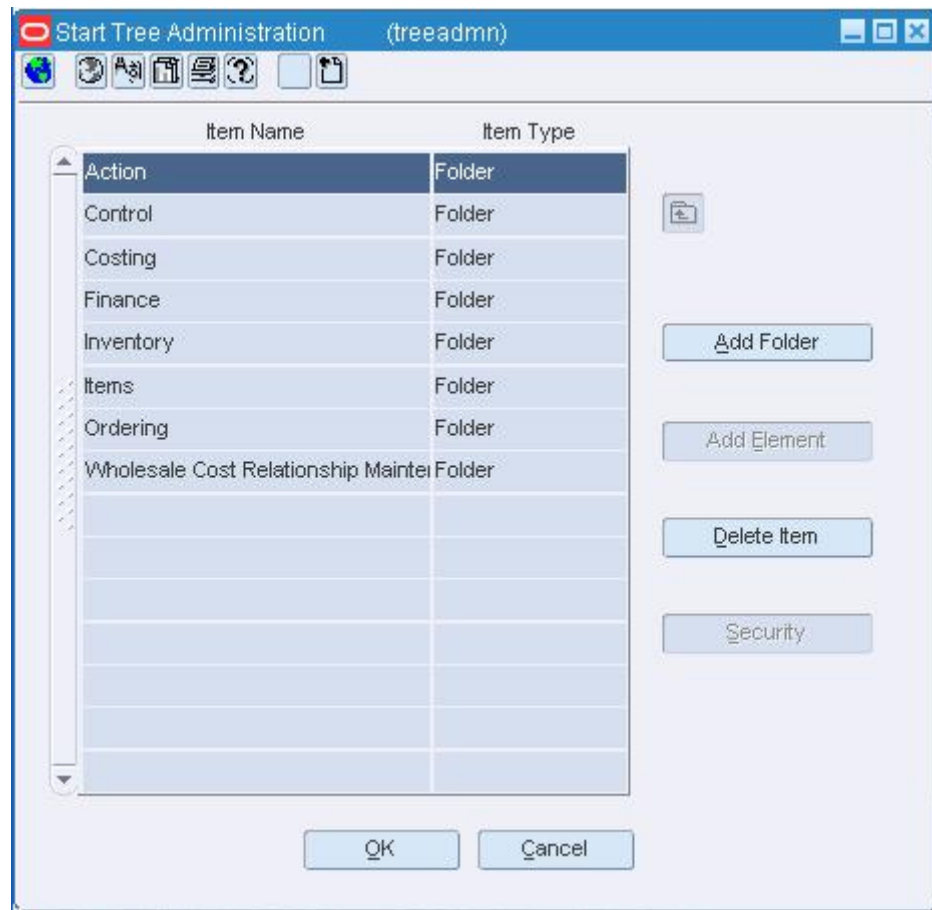 Start Tree Administration (treeadmn)
Item Name Item Type
Action Folder
Control Folder
Costing Folder
Finance Folder
Inventory Folder
Items Folder
Ordering Folder
Wholesale Cost Relationship Mainte Folder
Add Folder
Add Element
Delete Item
Security
OK Cancel